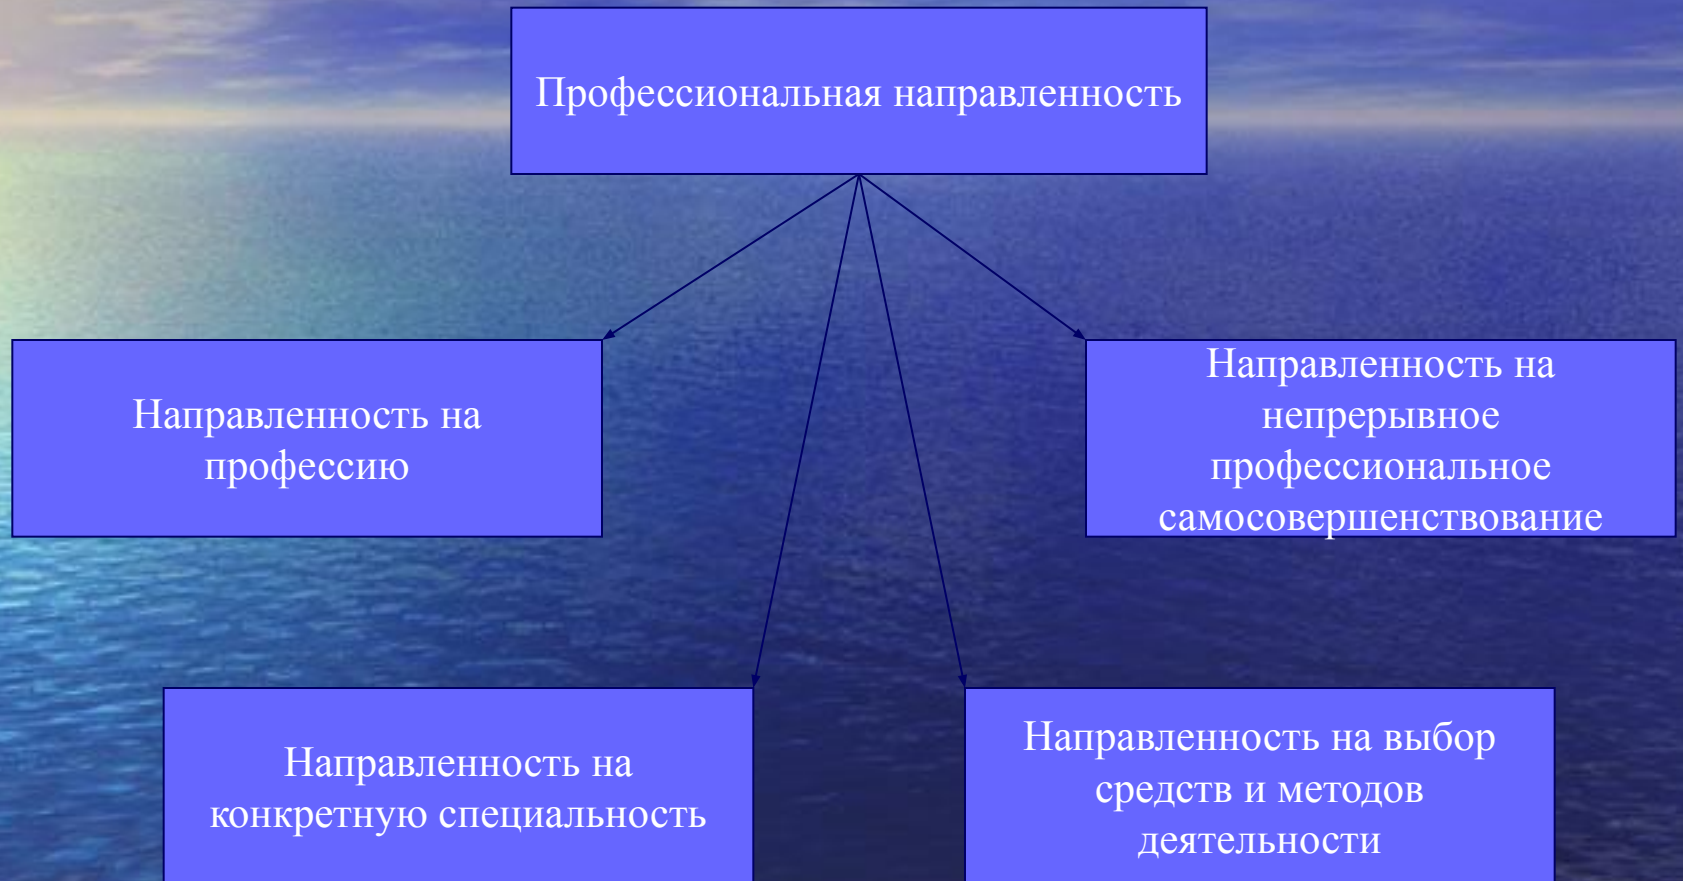 Профессиональная направленность
Направленность на
профессию
Направленность на
непрерывное
профессиональное
самосовершенствование
Направленность на
конкретную специальность
Направленность на выбор
средств и методов
деятельности